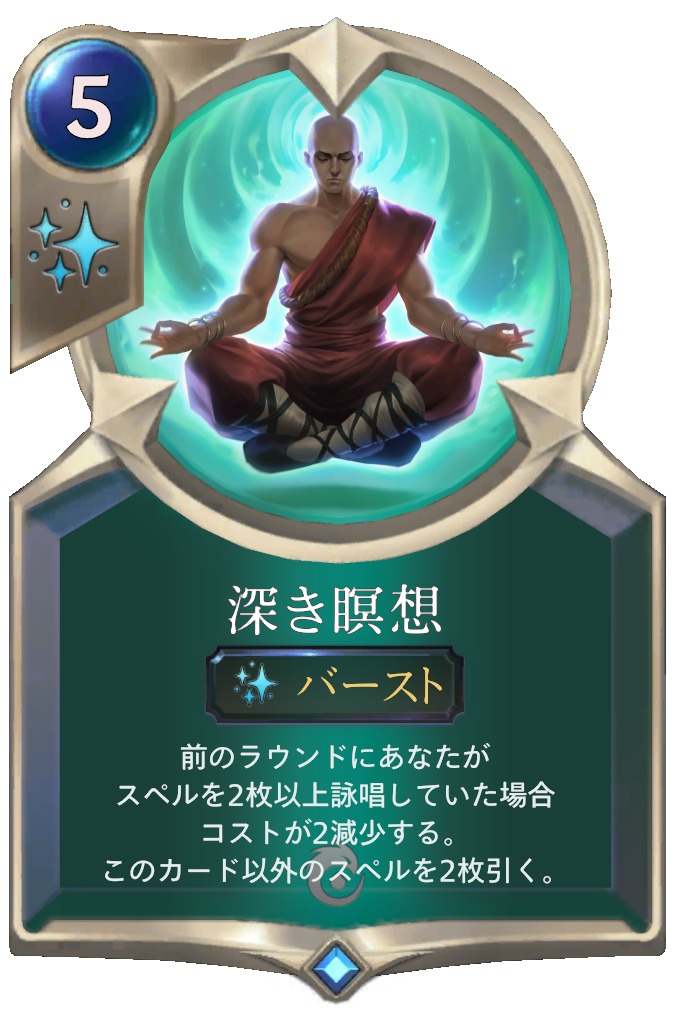 5
深き瞑想
バースト
前のラウンドにあなたが
スペルを2枚以上詠唱していた場合
コストが2減少する。
このカード以外のスペルを2枚引く。